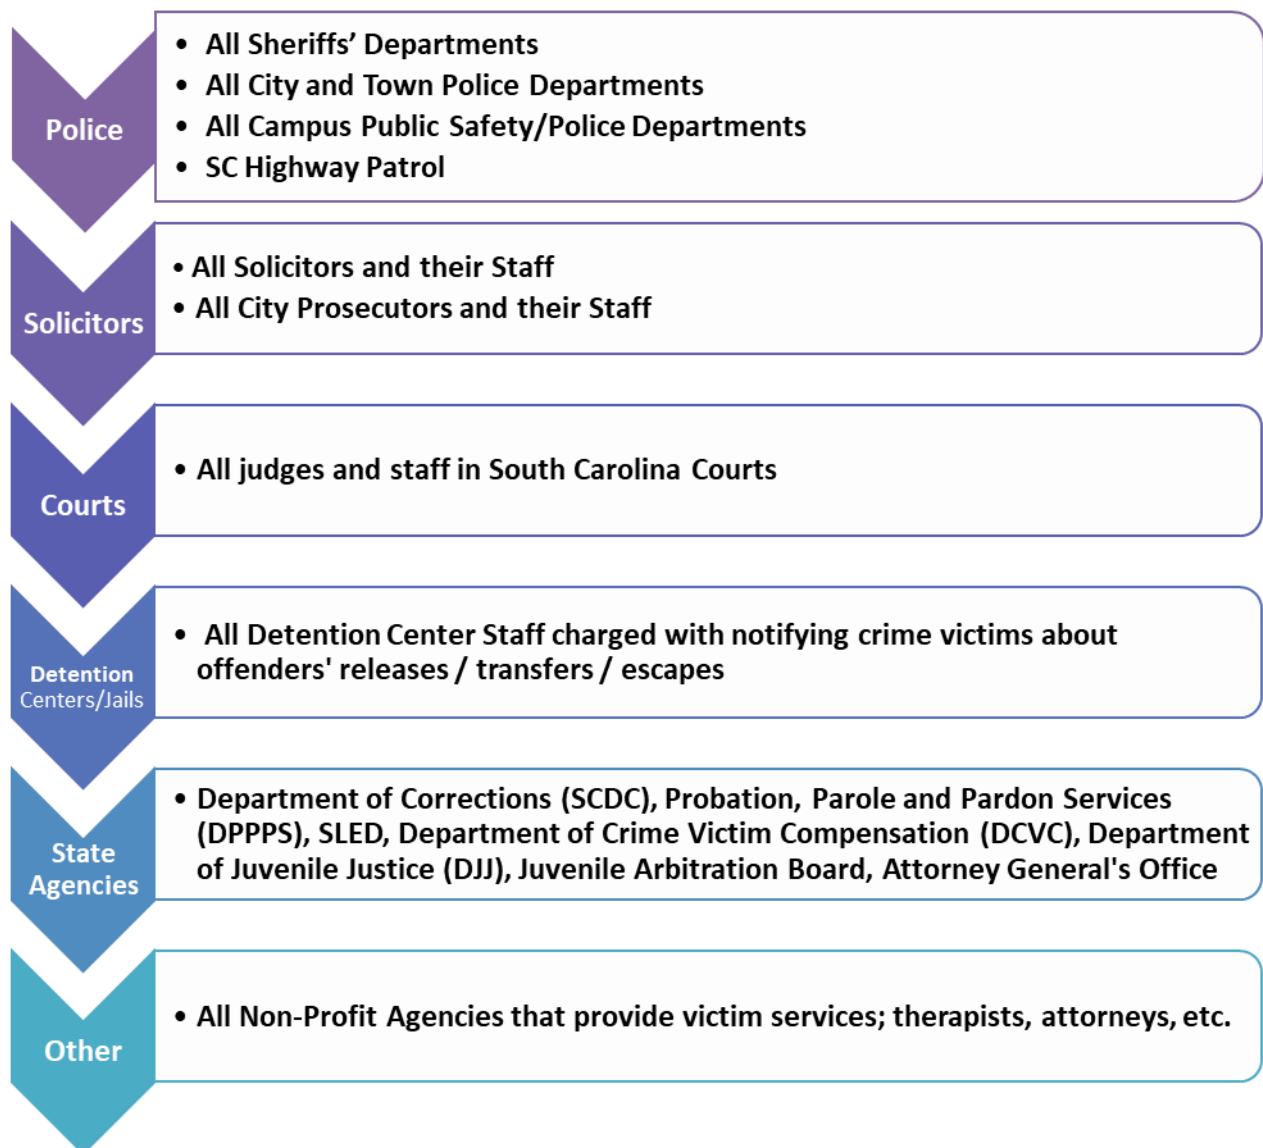 Police
• All Sheriffs’ Departments
• All City and Town Police Departments
• All Campus Public Safety/Police Departments
• SC Highway Patrol
Solicitors
• All Solicitors and their Staff
• All City Prosecutors and their Staff
Courts
• All judges and staff in South Carolina Courts
Detention
Centers/Jails
• All Detention Center Staff charged with notifying crime victims about
offenders' releases / transfers / escapes
State
Agencies
• Department of Corrections (SCDC), Probation, Parole and Pardon Services
(DPPPS), SLED, Department of Crime Victim Compensation (DCVC), Department
of Juvenile Justice (DJJ), Juvenile Arbitration Board, Attorney General's Office
Other
• All Non-Profit Agencies that provide victim services; therapists, attorneys, etc.